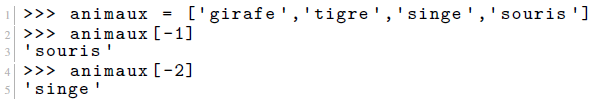 1 >>> animaux = ['girafe','tigre','singe','souris']
2 >>> animaux[-1]
3 'souris'
4 >>> animaux[-2]
5 'singe'